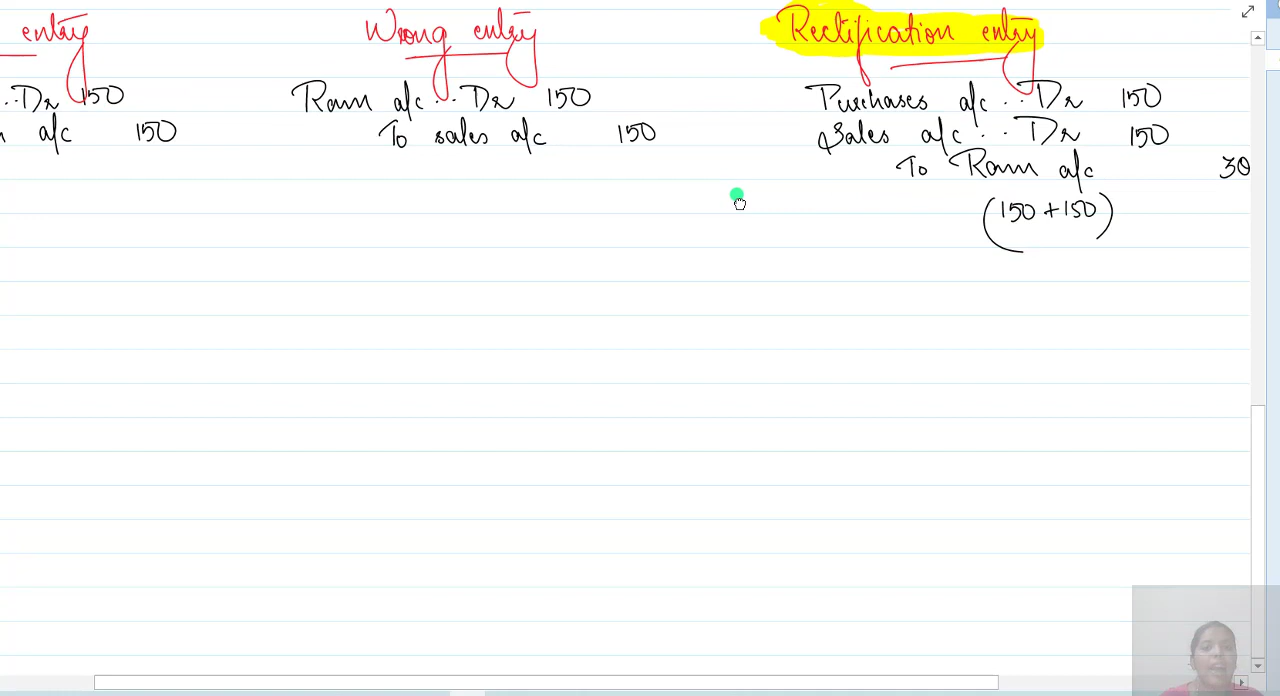 entry Wrong entry Rectification entry
..Dr 150 Ram a/c ... Dr 150 Purchases a/c ... Dr 150
a/c 150 To sales a/c 150 Sales a/c ... Dr 150
To Ram a/c 30
(150 + 150)